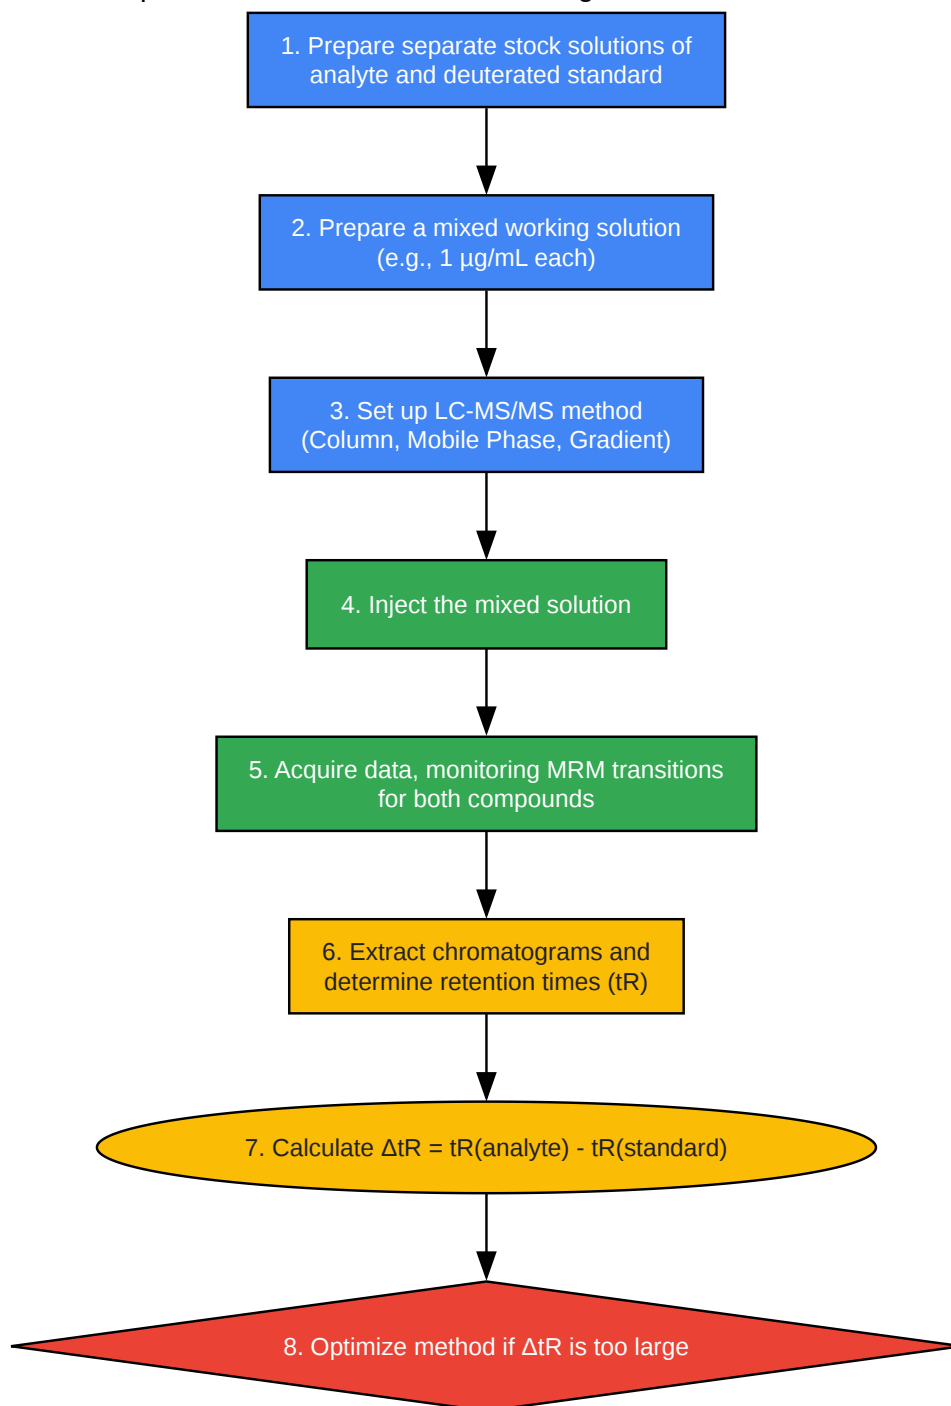 1. Prepare separate stock solutions of
analyte and deuterated standard
2. Prepare a mixed working solution
(e.g., 1 µg/mL each)
3. Set up LC-MS/MS method
(Column, Mobile Phase, Gradient)
4. Inject the mixed solution
5. Acquire data, monitoring MRM transitions
for both compounds
6. Extract chromatograms and
determine retention times (tR)
7. Calculate ΔtR = tR(analyte) - tR(standard)
8. Optimize method if ΔtR is too large